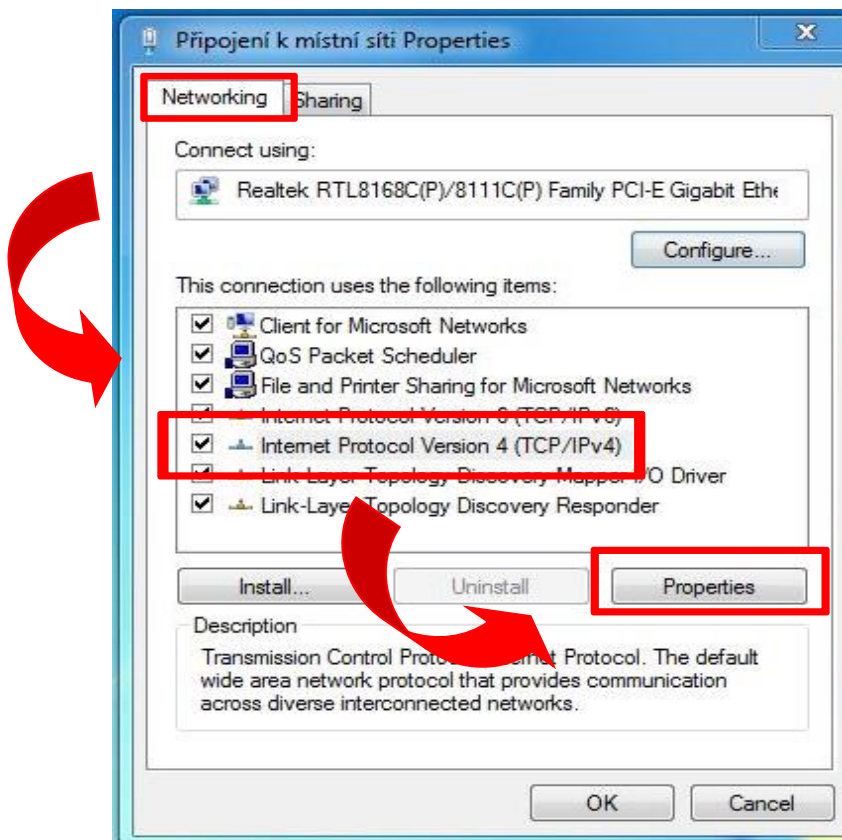 Připojení k místní síti Properties
Networking
Sharing
Connect using:
Realtek RTL8168C(P)/8111C(P) Family PCI-E Gigabit Ethe
Configure...
This connection uses the following items:
Client for Microsoft Networks
QoS Packet Scheduler
File and Printer Sharing for Microsoft Networks
Internet Protocol Version 6 (TCP/IPv6)
Internet Protocol Version 4 (TCP/IPv4)
Link-Layer Topology Discovery Mapper I/O Driver
Link-Layer Topology Discovery Responder
Install...
Uninstall
Properties
Description
Transmission Control Protocol. The default
wide area network protocol that provides communication
across diverse interconnected networks.
OK
Cancel